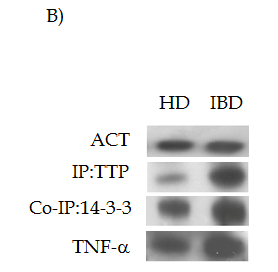 B)
HD IBD
ACT
IP:TTP
Co-IP:14-3-3
TNF-α